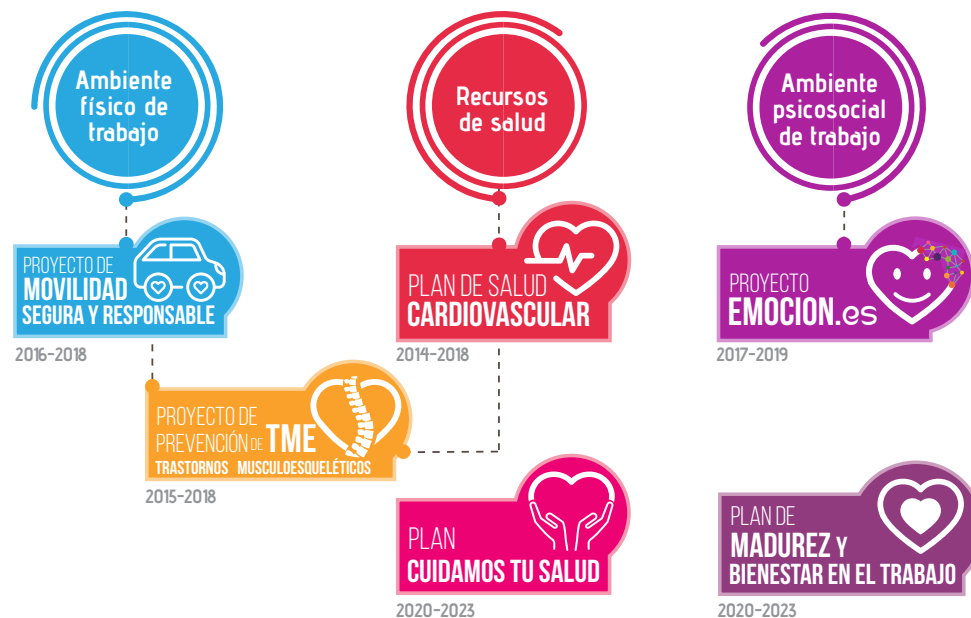 Ambiente
físico de
trabajo
Recursos
de salud
Ambiente
psicosocial
de trabajo
PROYECTO DE
MOVILIDAD
SEGURA Y RESPONSABLE
2016-2018
PLAN DE SALUD
CARDIOVASCULAR
2014-2018
PROYECTO
EMOCION.es
2017-2019
PROYECTO DE
PREVENCIÓN DE TME
TRASTORNOS MUSCULOESQUELÉTICOS
2015-2018
PLAN
CUIDAMOS TU SALUD
2020-2023
PLAN DE
MADUREZ Y
BIENESTAR EN EL TRABAJO
2020-2023